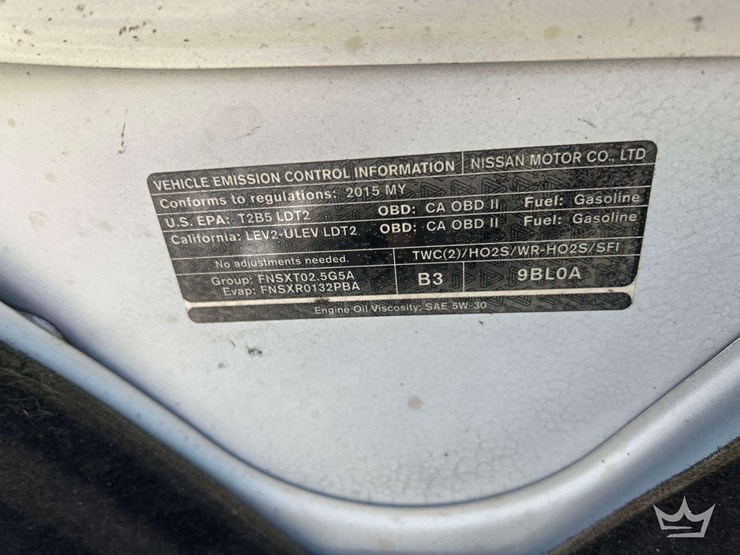 VEHICLE EMISSION CONTROL INFORMATION NISSAN MOTOR CO., LTD
Conforms to regulations: 2015 MY
U.S. EPA: T2B5 LDT2 OBD: CA OBD II Fuel: Gasoline
California: LEV2-ULEV LDT2 OBD: CA OBD II Fuel: Gasoline
No adjustments needed. TWC(2)/HO2S/WR-HO2S/SFI
Group: FNSXT02.5G5A
Evap: FNSXR0132PBA
B3 9BL0A
Engine Oil Viscosity: SAE 5W-30